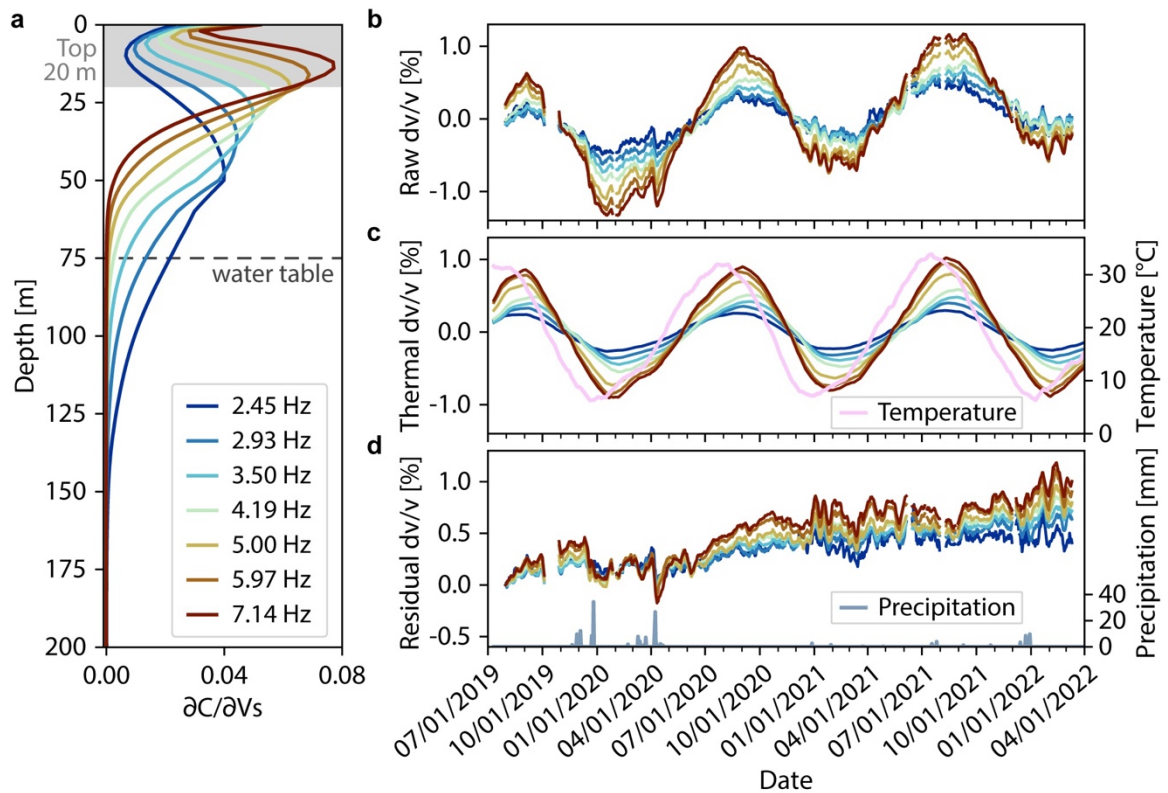 a
0
25
50
75
100
125
150
175
200
Depth [m]
Top
20 m
water table
2.45 Hz
2.93 Hz
3.50 Hz
4.19 Hz
5.00 Hz
5.97 Hz
7.14 Hz
0.00
0.04
0.08
∂C/∂Vs
b
1.0
0.0
-1.0
Raw dv/v [%]
c
1.0
0.0
-1.0
Thermal dv/v [%]
30
20
10
0
Temperature [°C]
Temperature
d
1.0
0.5
0.0
-0.5
Residual dv/v [%]
40
20
0
Precipitation [mm]
Precipitation
07/01/2019
10/01/2019
01/01/2020
04/01/2020
07/01/2020
10/01/2020
01/01/2021
04/01/2021
07/01/2021
10/01/2021
01/01/2022
04/01/2022
Date